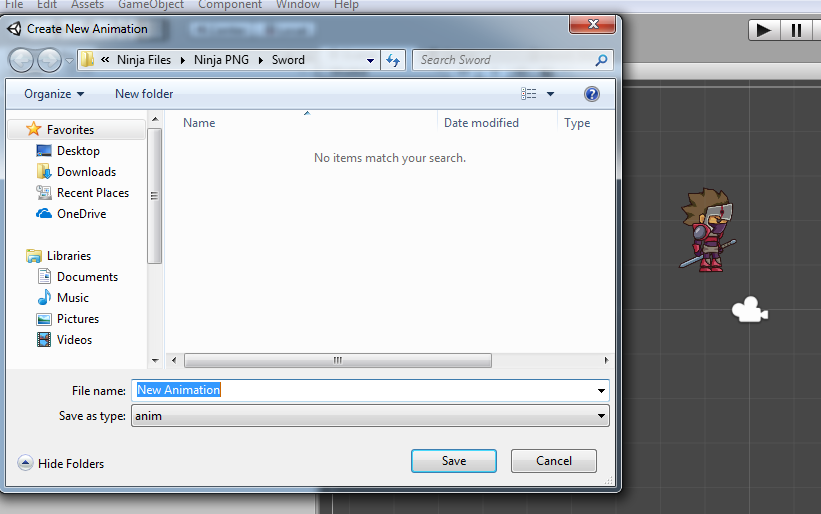 File Edit Assets GameObject Component Window Help
Create New Animation
« Ninja Files Ninja PNG Sword Search Sword
Organize New folder
Name Date modified Type
No items match your search.
Favorites
Desktop
Downloads
Recent Places
OneDrive
Libraries
Documents
Music
Pictures
Videos
File name: New Animation
Save as type: anim
Hide Folders Save Cancel